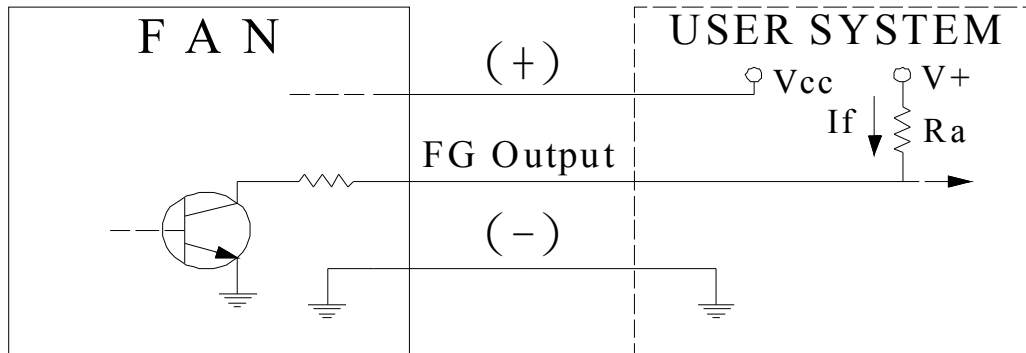 F A N
USER SYSTEM
(+)
Vcc
V+
If
Ra
FG Output
(-)